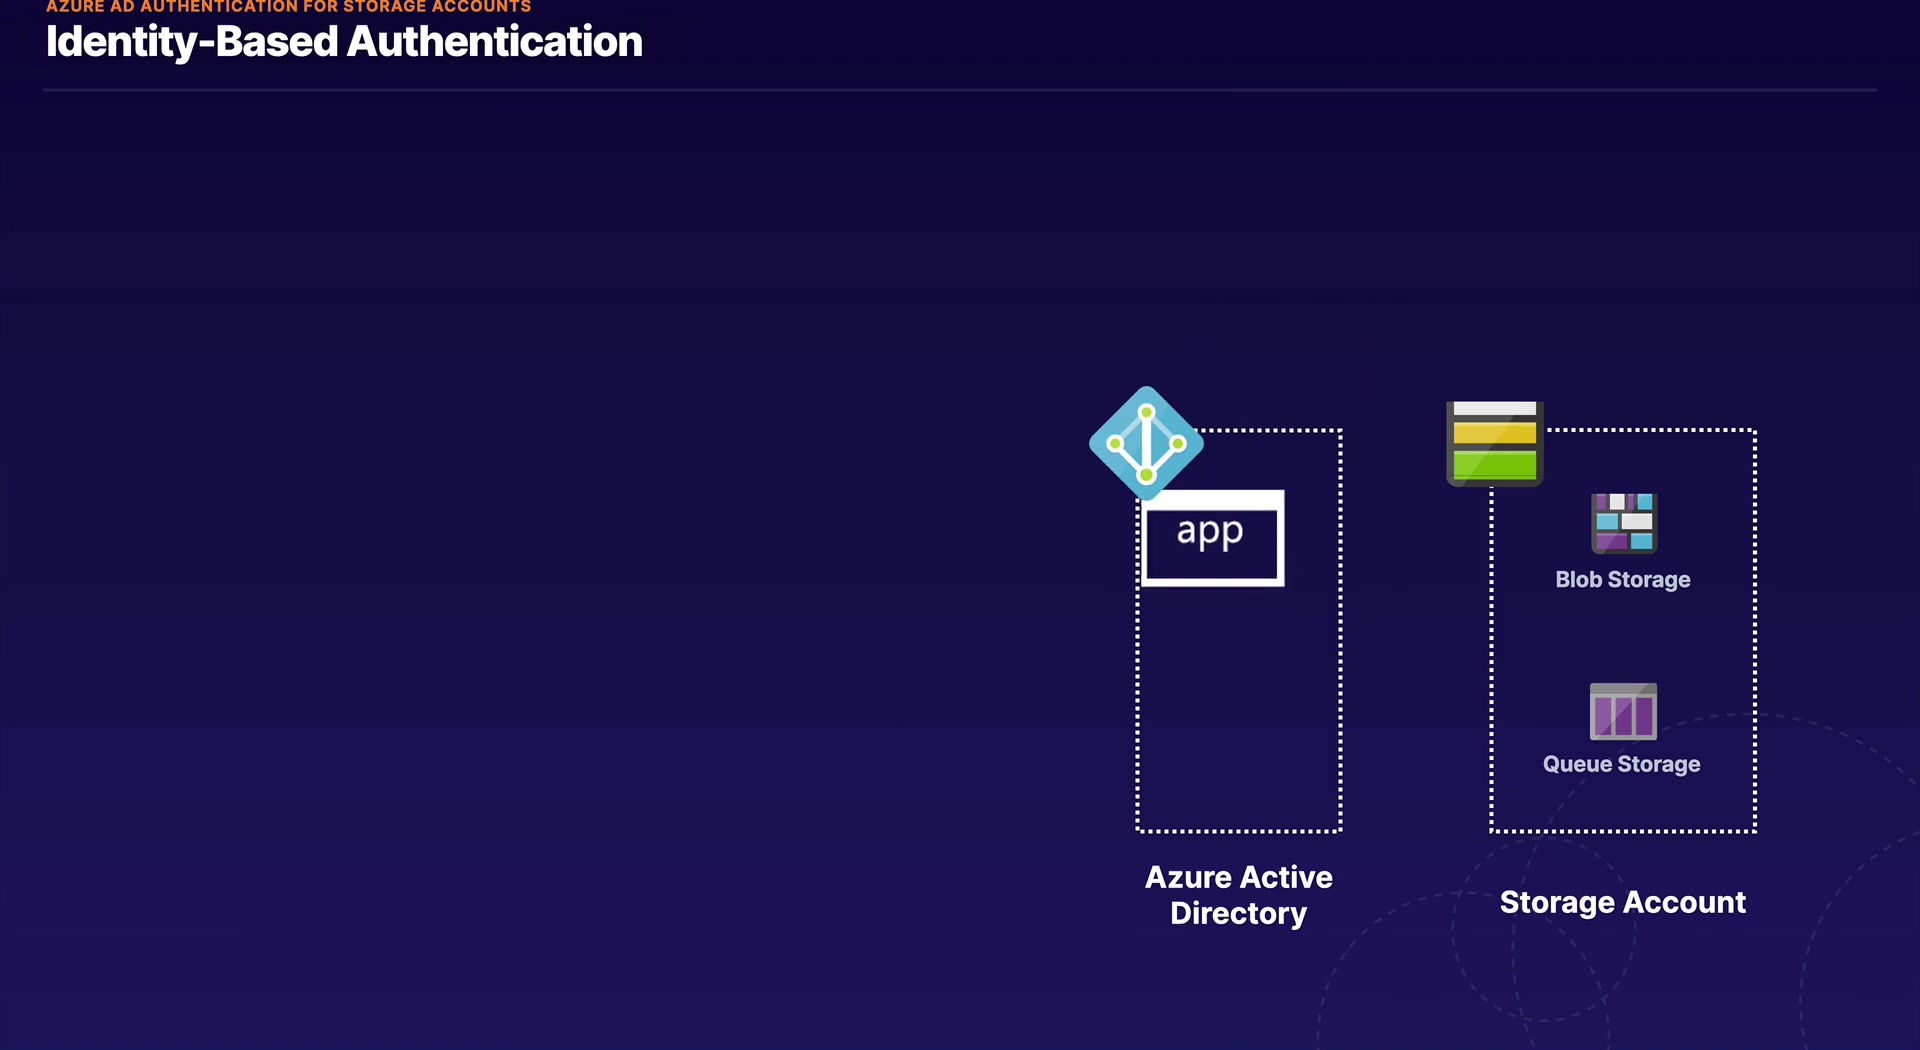 AZURE AD AUTHENTICATION FOR STORAGE ACCOUNTS
Identity-Based Authentication
app
Blob Storage
Queue Storage
Azure Active
Directory
Storage Account